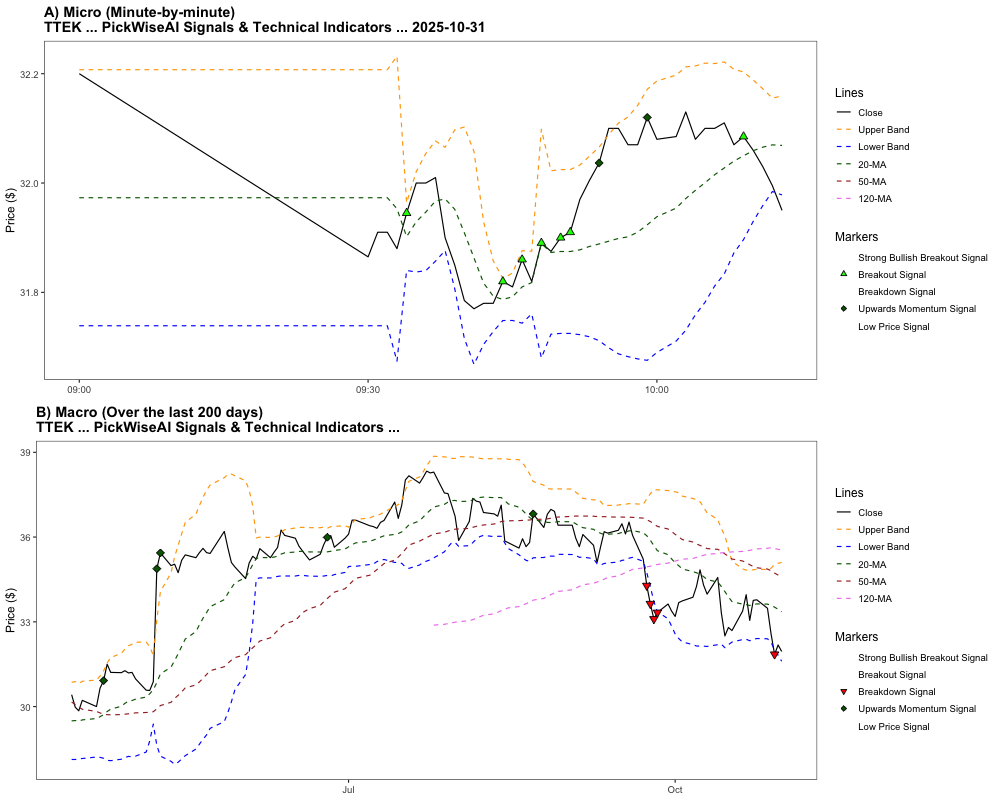 A) Micro (Minute-by-minute)
TTEK ... PickWiseAI Signals & Technical Indicators ... 2025-10-31
Price ($)
32.2
32.0
31.8
09:00
09:30
10:00
Lines
Close
Upper Band
Lower Band
20-MA
50-MA
120-MA
Markers
Strong Bullish Breakout Signal
Breakout Signal
Breakdown Signal
Upwards Momentum Signal
Low Price Signal
B) Macro (Over the last 200 days)
TTEK ... PickWiseAI Signals & Technical Indicators ...
Price ($)
39
36
33
30
Jul
Oct
Lines
Close
Upper Band
Lower Band
20-MA
50-MA
120-MA
Markers
Strong Bullish Breakout Signal
Breakout Signal
Breakdown Signal
Upwards Momentum Signal
Low Price Signal